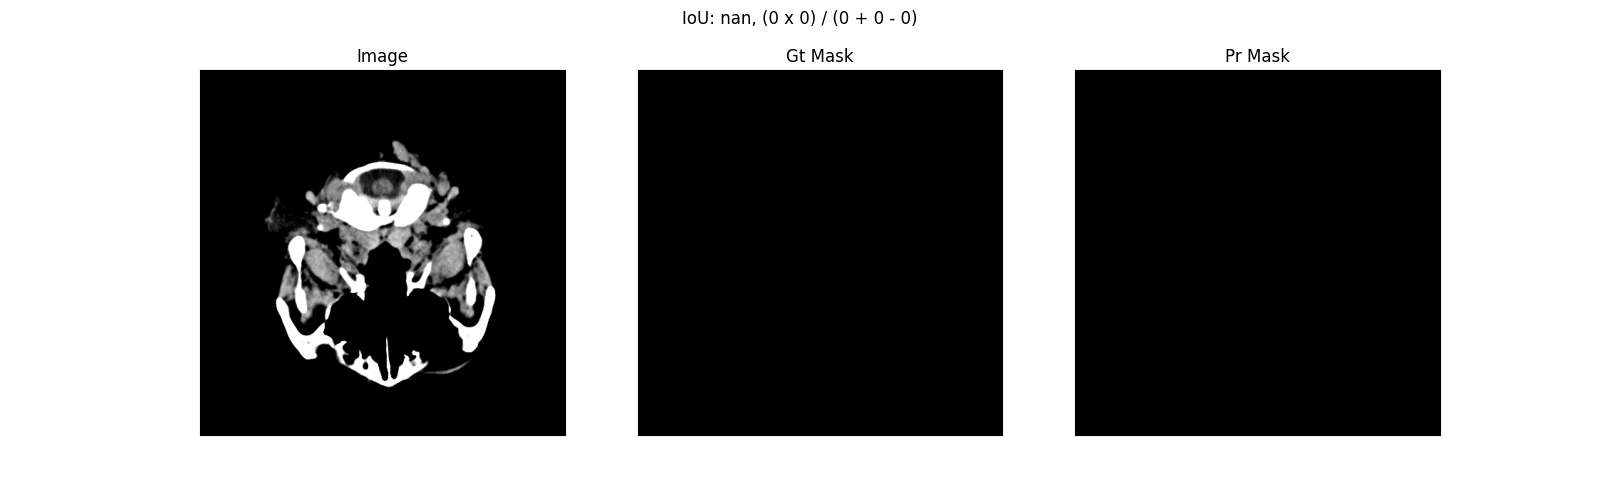 IoU: nan, (0 x 0) / (0 + 0 - 0)
Image
Gt Mask
Pr Mask